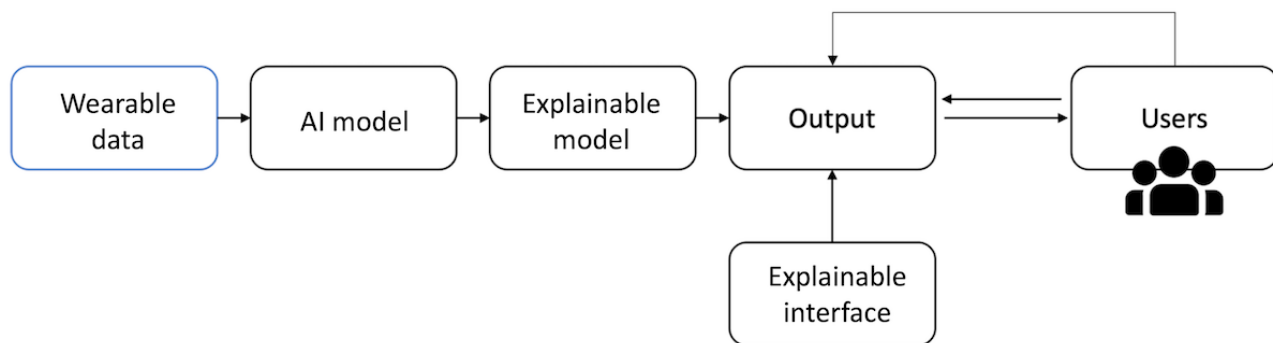 Wearable
data
AI model
Explainable
model
Output
Users
Explainable
interface